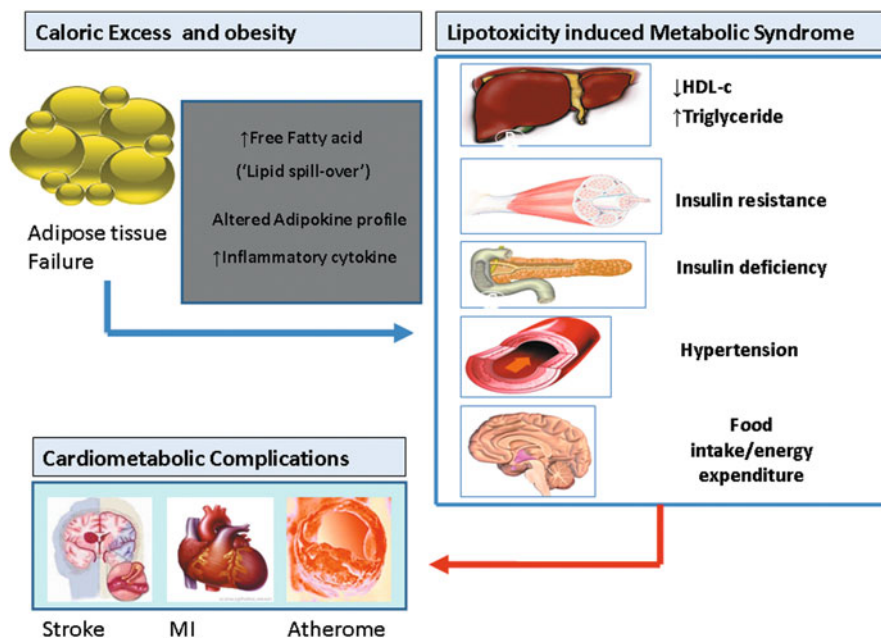 Caloric Excess and obesity
↑Free Fatty acid
('Lipid spill-over')
Altered Adipokine profile
↑Inflammatory cytokine
Adipose tissue
Failure
Lipotoxicity induced Metabolic Syndrome
↓HDL-c
↑Triglyceride
Insulin resistance
Insulin deficiency
Hypertension
Food
intake/energy
expenditure
Cardiometabolic Complications
Stroke
MI
Atherome